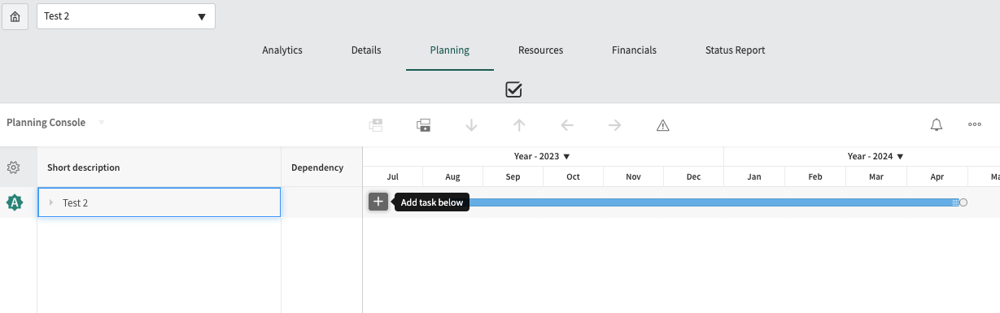 Test 2
Analytics Details Planning Resources Financials Status Report
Planning Console
Short description Dependency Year - 2023 Year - 2024
Jul Aug Sep Oct Nov Dec Jan Feb Mar Apr Ma
A Test 2 Add task below